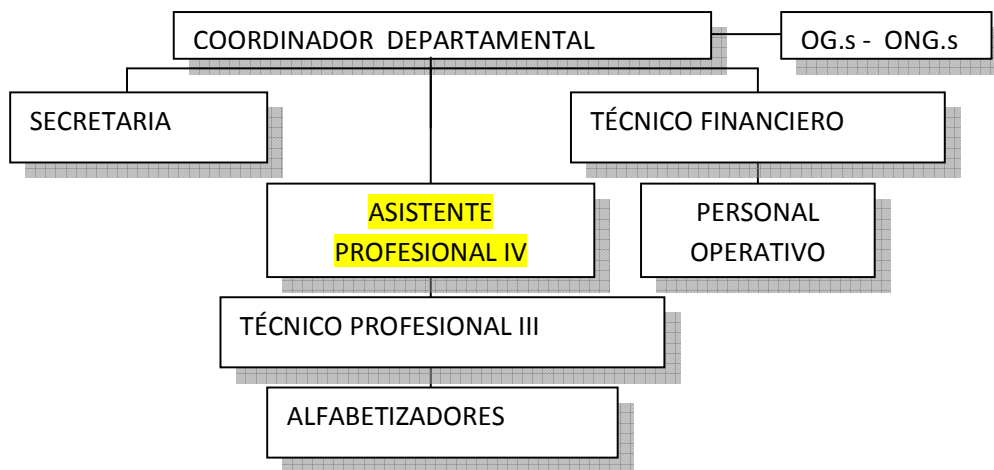 COORDINADOR DEPARTAMENTAL
OG.s - ONG.s
SECRETARIA
TÉCNICO FINANCIERO
ASISTENTE
PROFESIONAL IV
PERSONAL
OPERATIVO
TÉCNICO PROFESIONAL III
ALFABETIZADORES